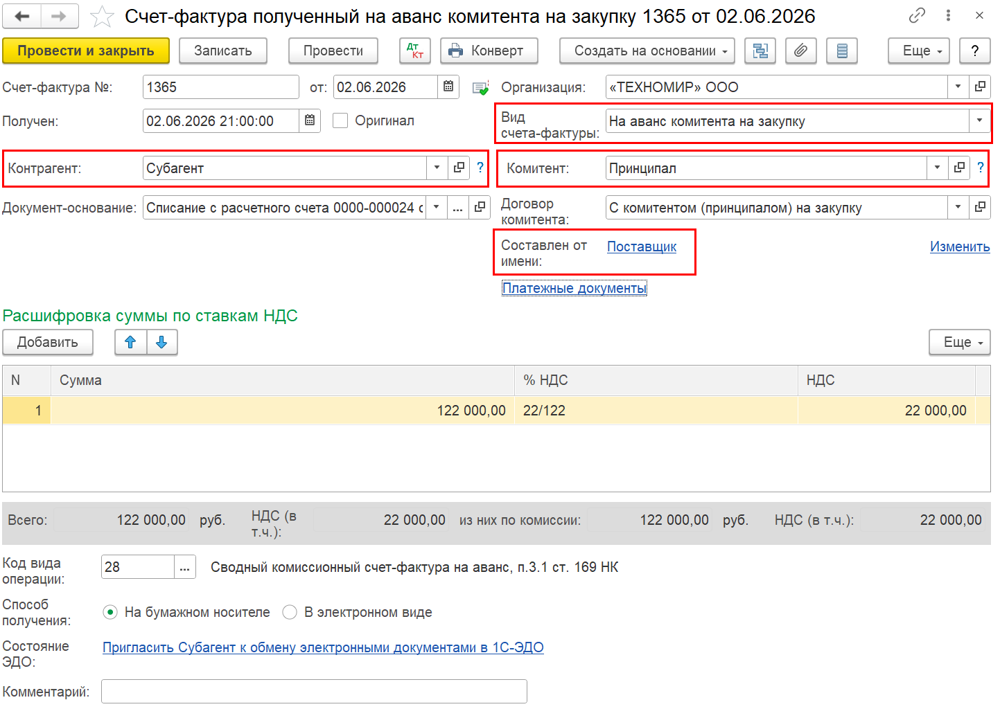 Счет-фактура полученный на аванс комитента на закупку 1365 от 02.06.2026
Провести и закрыть Записать Провести Дт Кт Конверт Создать на основании Еще ?
Счет-фактура №: 1365 от: 02.06.2026 Организация: «ТЕХНОМИР» ООО
Получен: 02.06.2026 21:00:00 Оригинал Вид счета-фактуры: На аванс комитента на закупку
Контрагент: Субагент ? Комитент: Принципал ?
Документ-основание: Списание с расчетного счета 0000-000024 с ... Договор комитента: С комитентом (принципалом) на закупку
Составлен от имени: Поставщик Изменить
Платежные документы
Расшифровка суммы по ставкам НДС
Добавить Еще
N Сумма % НДС НДС
1 122 000,00 22/122 22 000,00
Всего: 122 000,00 руб. НДС (в т.ч.): 22 000,00 из них по комиссии: 122 000,00 руб. НДС (в т.ч.): 22 000,00
Код вида операции: 28 ... Сводный комиссионный счет-фактура на аванс, п.3.1 ст. 169 НК
Способ получения: На бумажном носителе В электронном виде
Состояние ЭДО: Пригласить Субагент к обмену электронными документами в 1С-ЭДО
Комментарий: